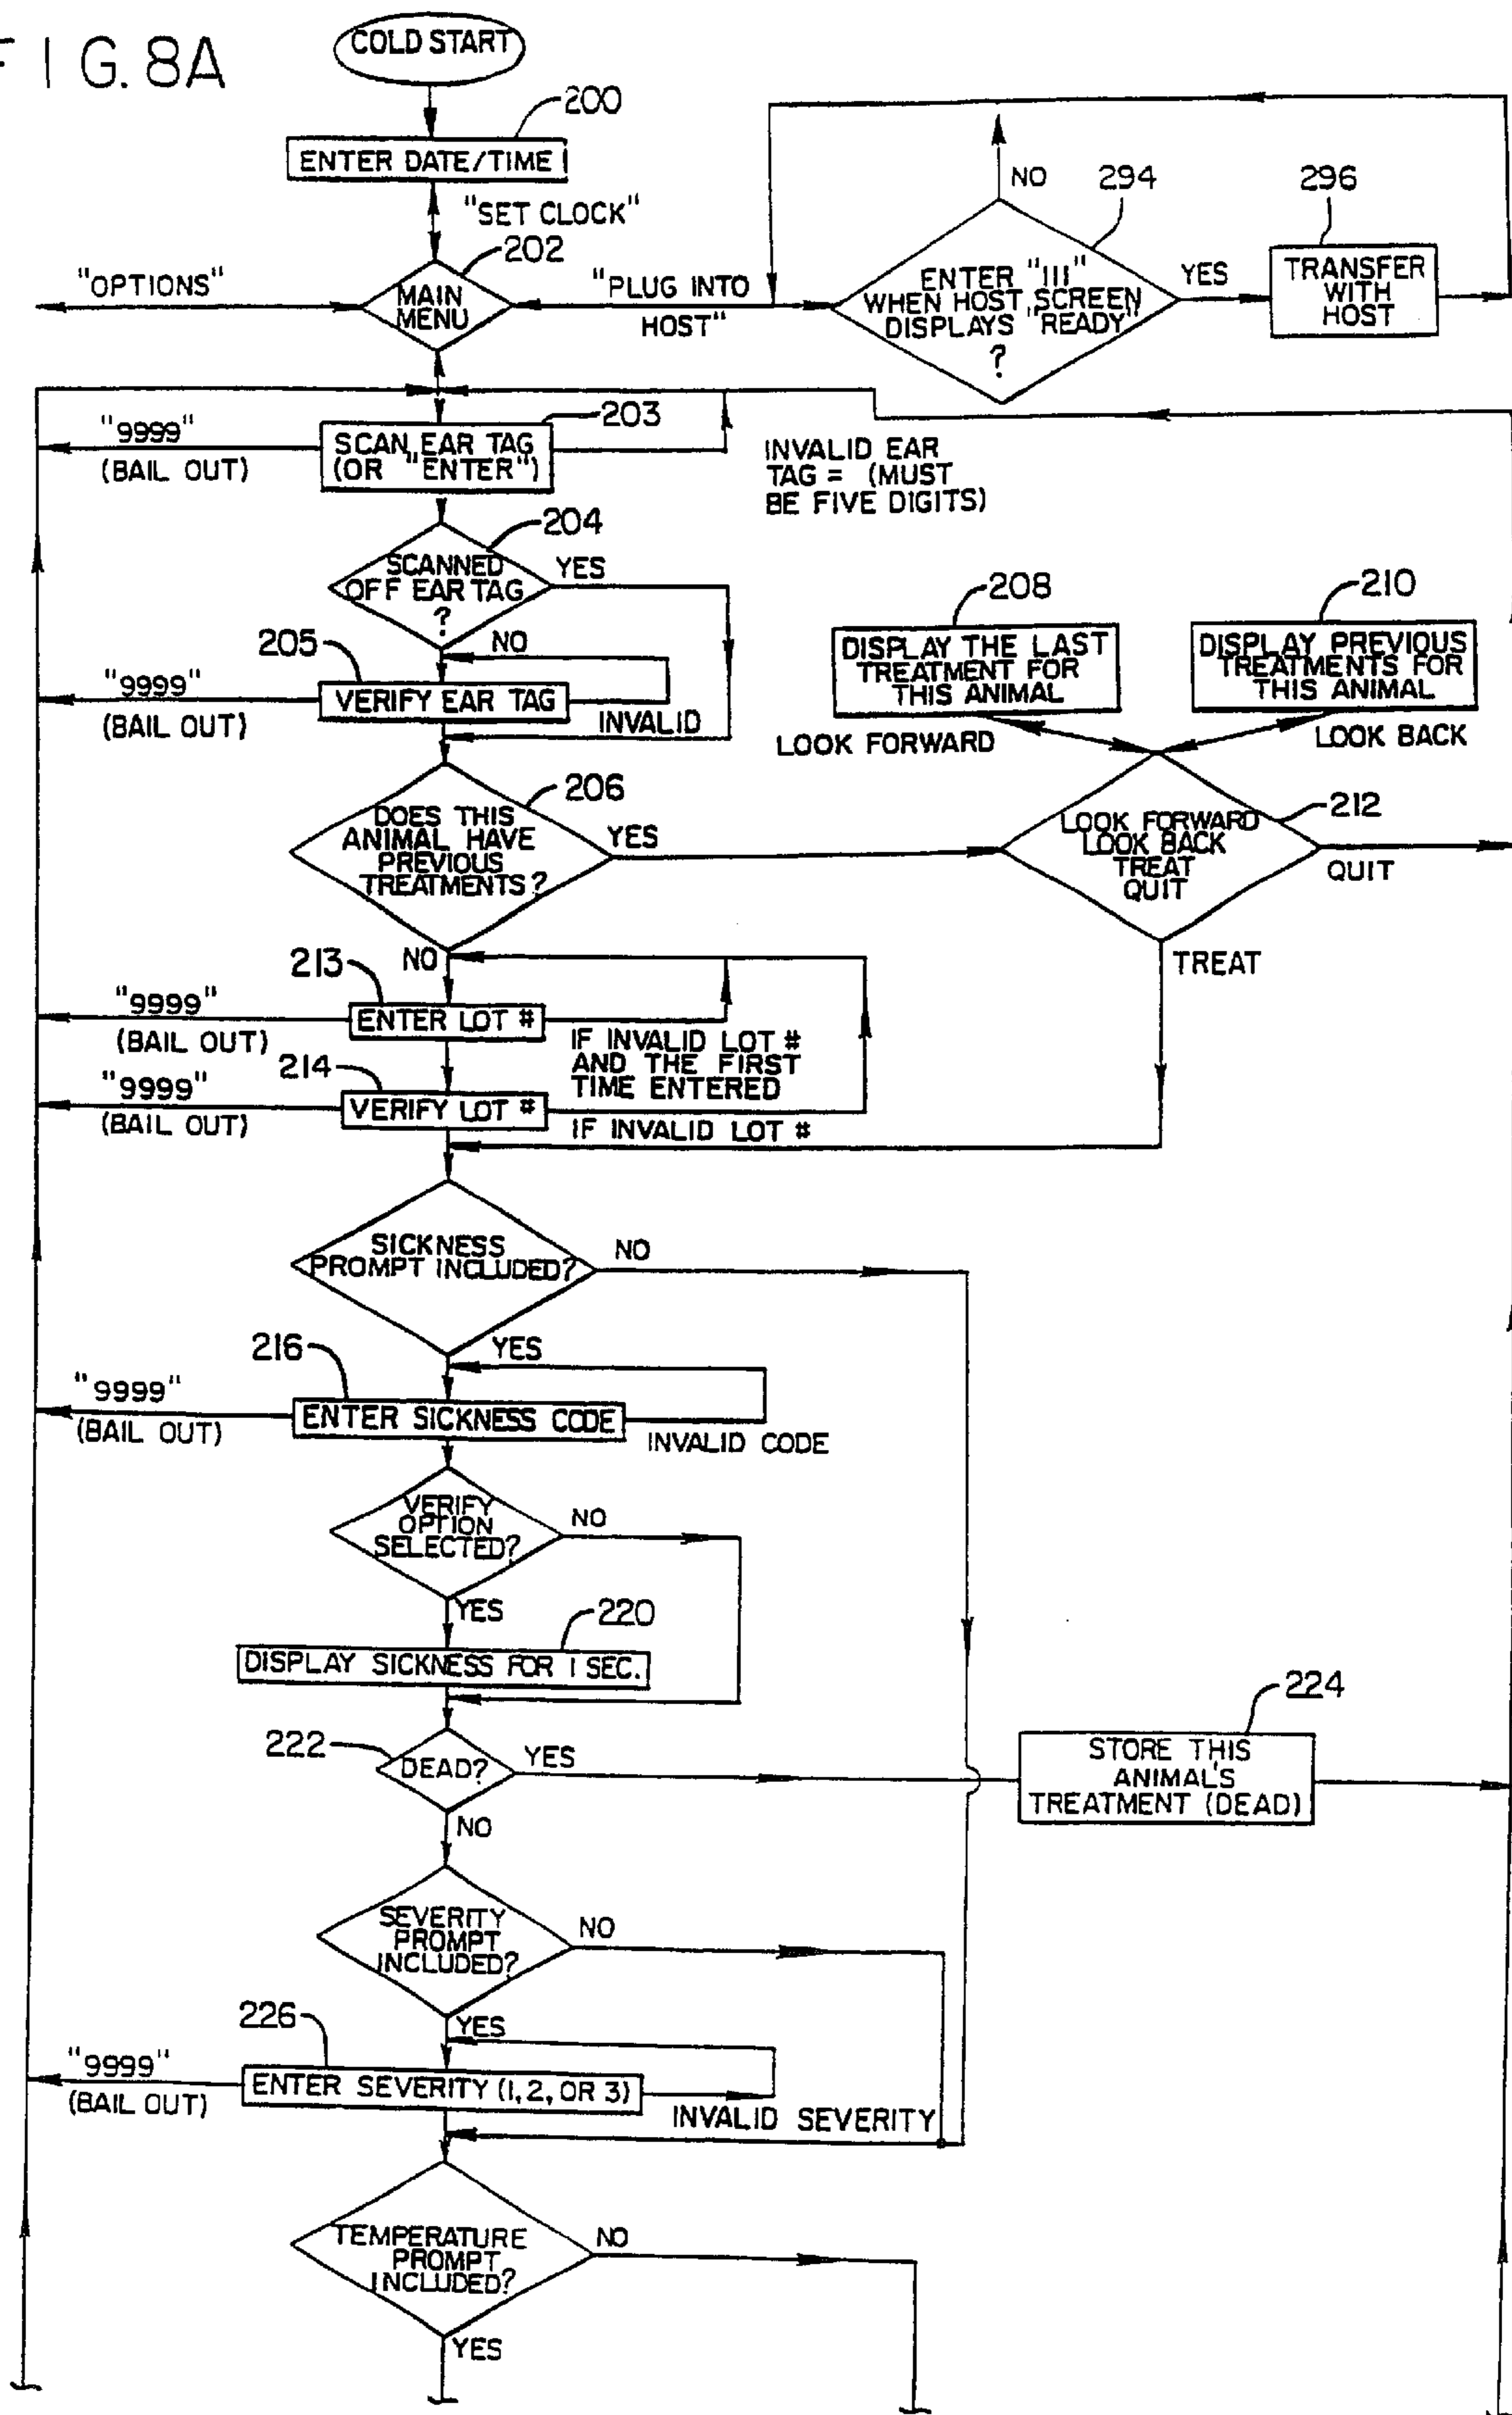 FIG. 8A
COLD START
200
ENTER DATE/TIME
"SET CLOCK"
202
"OPTIONS"
MAIN
MENU
"PLUG INTO
HOST"
NO
294
296
ENTER "111"
WHEN HOST SCREEN
DISPLAYS "READY"
?
YES
TRANSFER
WITH
HOST
203
"9999"
(BAIL OUT)
SCAN EAR TAG
(OR "ENTER")
INVALID EAR
TAG = (MUST
BE FIVE DIGITS)
204
SCANNED
OFF EAR TAG
?
YES
NO
205
"9999"
(BAIL OUT)
VERIFY EAR TAG
INVALID
208
DISPLAY THE LAST
TREATMENT FOR
THIS ANIMAL
210
DISPLAY PREVIOUS
TREATMENTS FOR
THIS ANIMAL
LOOK FORWARD
LOOK BACK
206
DOES THIS
ANIMAL HAVE
PREVIOUS
TREATMENTS?
YES
212
LOOK FORWARD
LOOK BACK
TREAT
QUIT
QUIT
NO
TREAT
213
"9999"
(BAIL OUT)
ENTER LOT #
IF INVALID LOT #
AND THE FIRST
TIME ENTERED
214
"9999"
(BAIL OUT)
VERIFY LOT #
IF INVALID LOT #
SICKNESS
PROMPT INCLUDED?
NO
YES
216
"9999"
(BAIL OUT)
ENTER SICKNESS CODE
INVALID CODE
VERIFY
OPTION
SELECTED?
NO
YES
220
DISPLAY SICKNESS FOR 1 SEC.
222
DEAD?
YES
224
STORE THIS
ANIMAL'S
TREATMENT (DEAD)
NO
SEVERITY
PROMPT
INCLUDED?
NO
YES
226
"9999"
(BAIL OUT)
ENTER SEVERITY (1, 2, OR 3)
INVALID SEVERITY
TEMPERATURE
PROMPT
INCLUDED?
NO
YES